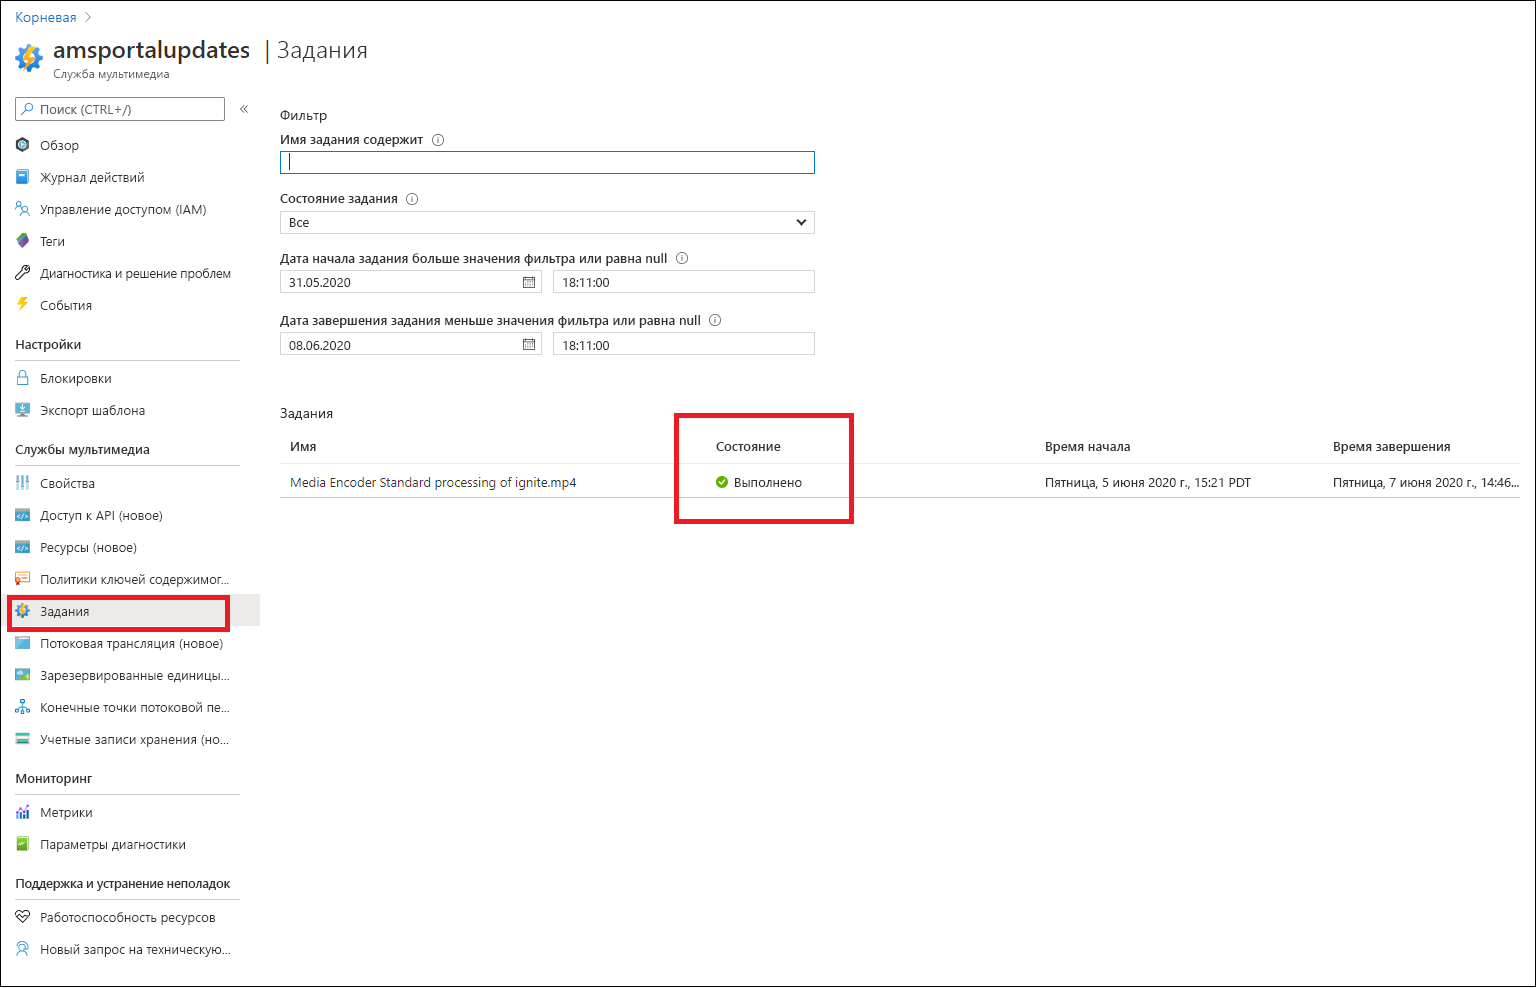 Корневая
amsportalupdates | Задания
Служба мультимедиа
Поиск (CTRL+/)
Обзор
Журнал действий
Управление доступом (IAM)
Теги
Диагностика и решение проблем
События
Настройки
Блокировки
Экспорт шаблона
Службы мультимедиа
Свойства
Доступ к API (новое)
Ресурсы (новое)
Политики ключей содержимог...
Задания
Потоковая трансляция (новое)
Зарезервированные единицы...
Конечные точки потоковой пе...
Учетные записи хранения (но...
Мониторинг
Метрики
Параметры диагностики
Поддержка и устранение неполадок
Работоспособность ресурсов
Новый запрос на техническую...
Фильтр
Имя задания содержит
Состояние задания
Все
Дата начала задания больше значения фильтра или равна null
31.05.2020 18:11:00
Дата завершения задания меньше значения фильтра или равна null
08.06.2020 18:11:00
Задания
Имя Состояние Время начала Время завершения
Media Encoder Standard processing of ignite.mp4 Выполнено Пятница, 5 июня 2020 г., 15:21 PDT Пятница, 7 июня 2020 г., 14:46...